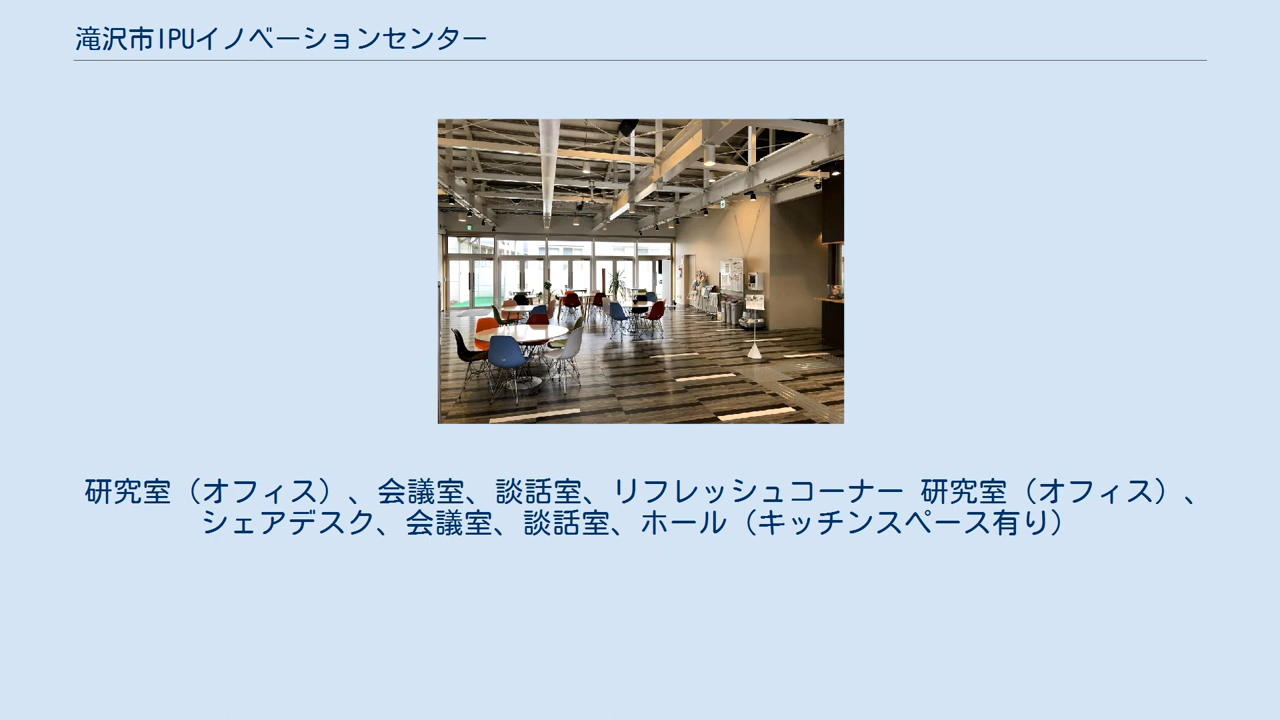 滝沢市IPUイノベーションセンター
研究室（オフィス）、会議室、談話室、リフレッシュコーナー 研究室（オフィス）、
シェアデスク、会議室、談話室、ホール（キッチンスペース有り）